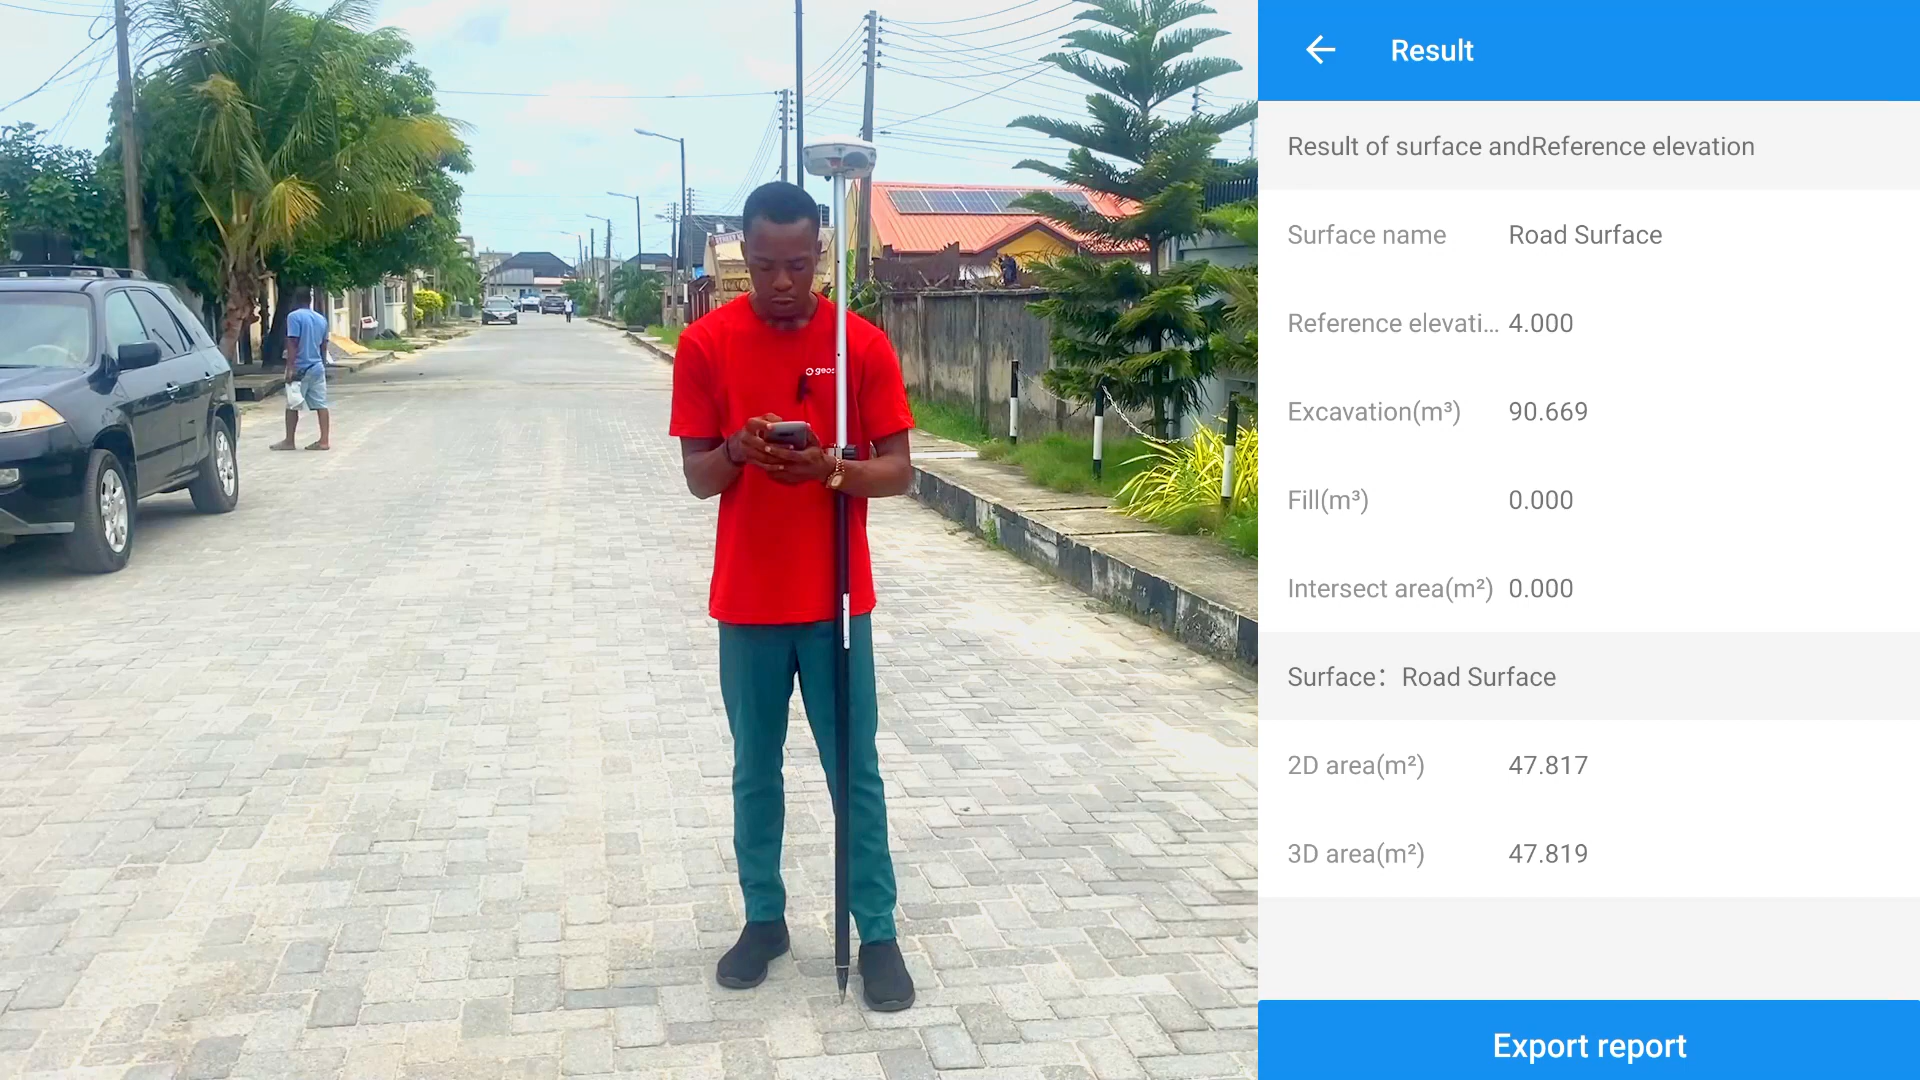 Result
Result of surface andReference elevation
Surface name Road Surface
Reference elevati... 4.000
Excavation(m³) 90.669
Fill(m³) 0.000
Intersect area(m²) 0.000
Surface: Road Surface
2D area(m²) 47.817
3D area(m²) 47.819
Export report